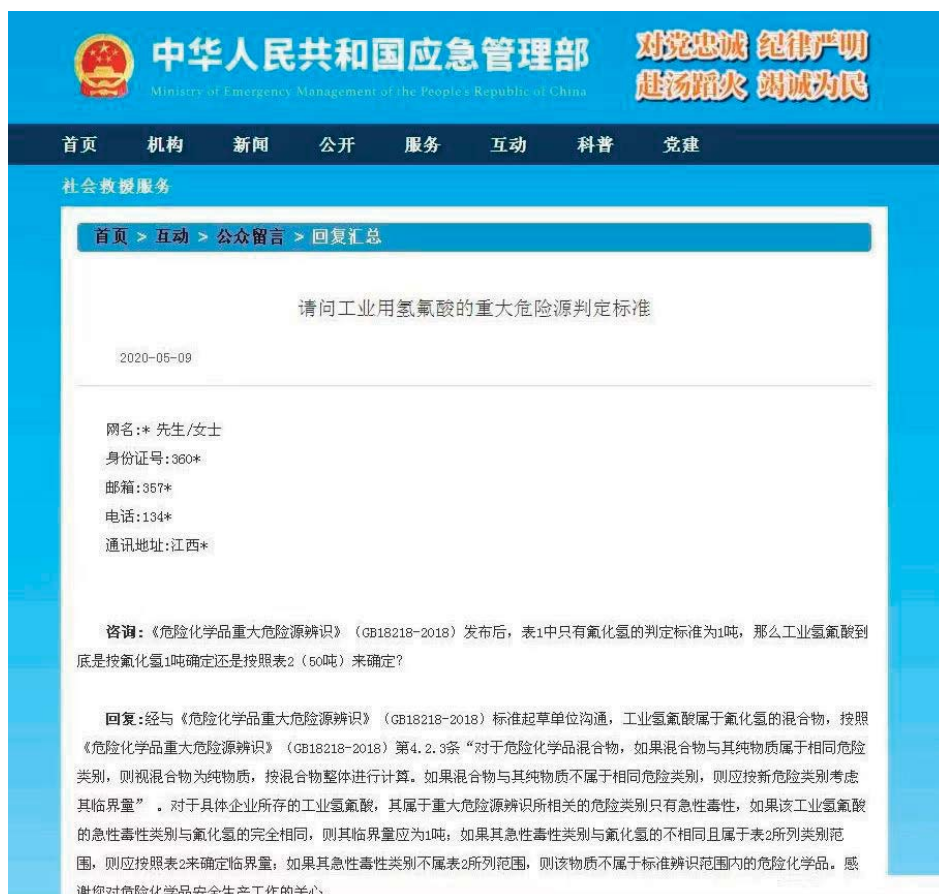 中华人民共和国应急管理部
Ministry of Emergency Management of the People's Republic of China
对党忠诚 纪律严明
赴汤蹈火 竭诚为民
首页 机构 新闻 公开 服务 互动 科普 党建
社会救援服务
首页 > 互动 > 公众留言 > 回复汇总
请问工业用氢氟酸的重大危险源判定标准
2020-05-09
网名:* 先生/女士
身份证号:360*
邮箱:357*
电话:134*
通讯地址:江西*
咨询:《危险化学品重大危险源辨识》（GB18218-2018）发布后，表1中只有氟化氢的判定标准为1吨，那么工业氢氟酸到
底是按氟化氢1吨确定还是按照表2（50吨）来确定?
回复:经与《危险化学品重大危险源辨识》（GB18218-2018）标准起草单位沟通，工业氢氟酸属于氟化氢的混合物，按照
《危险化学品重大危险源辨识》（GB18218-2018）第4.2.3条“对于危险化学品混合物，如果混合物与其纯物质属于相同危险
类别，则视混合物为纯物质，按混合物整体进行计算。如果混合物与其纯物质不属于相同危险类别，则应按新危险类别考虑
其临界量” 。对于具体企业所存的工业氢氟酸，其属于重大危险源辨识所相关的危险类别只有急性毒性，如果该工业氢氟酸
的急性毒性类别与氟化氢的完全相同，则其临界量应为1吨；如果其急性毒性类别与氟化氢的不相同且属于表2所列类别范
围，则应按照表2来确定临界量；如果其急性毒性类别不属表2所列范围，则该物质不属于标准辨识范围内的危险化学品。感
谢您对危险化学品安全生产工作的关心